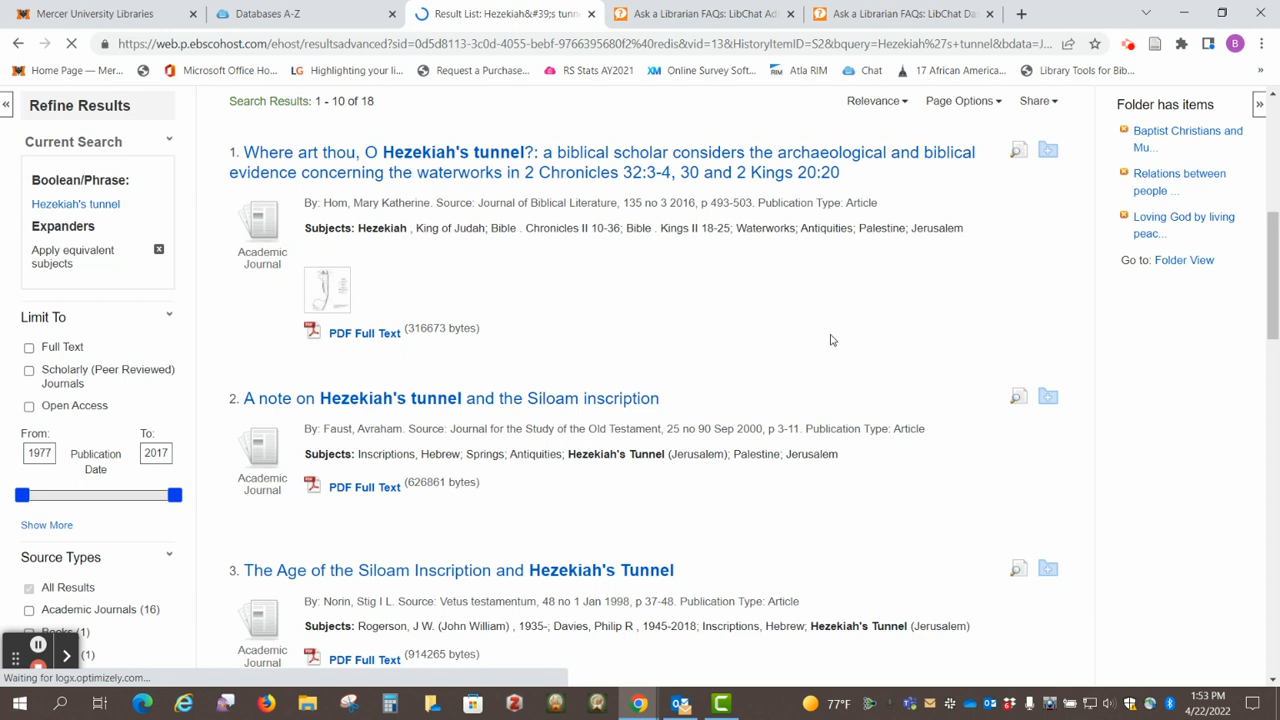 Mercer University Libraries
Databases A-Z
Result List: Hezekiah&#39;s tunn
Ask a Librarian FAQs: LibChat Adi
Ask a Librarian FAQs: LibChat Da
https://web.p.ebscohost.com/ehost/resultsadvanced?sid=0d5d8113-3c0d-4055-bebf-9766395680f2%40redis&vid=13&HistoryItemID=S2&bquery=Hezekiah%27s+tunnel&bdata=J...
B
Home Page — Mer...
Microsoft Office Ho...
LG Highlighting your li...
Request a Purchase...
RS Stats AY2021
XM Online Survey Soft...
RIM Atla RIM
Chat
17 African America...
Library Tools for Bib...
»
«
Refine Results
Current Search
Boolean/Phrase:
Hezekiah's tunnel
Expanders
Apply equivalent
subjects
Limit To
Full Text
Scholarly (Peer Reviewed)
Journals
Open Access
From:
To:
1977
Publication
Date
2017
Show More
Source Types
All Results
Academic Journals (16)
(1)
(1)
Search Results: 1 - 10 of 18
Relevance
Page Options
Share
1. Where art thou, O Hezekiah's tunnel?: a biblical scholar considers the archaeological and biblical
evidence concerning the waterworks in 2 Chronicles 32:3-4, 30 and 2 Kings 20:20
By: Hom, Mary Katherine. Source: Journal of Biblical Literature, 135 no 3 2016, p 493-503. Publication Type: Article
Subjects: Hezekiah , King of Judah; Bible . Chronicles II 10-36; Bible . Kings II 18-25; Waterworks; Antiquities; Palestine; Jerusalem
Academic
Journal
PDF Full Text (316673 bytes)
2. A note on Hezekiah's tunnel and the Siloam inscription
By: Faust, Avraham. Source: Journal for the Study of the Old Testament, 25 no 90 Sep 2000, p 3-11. Publication Type: Article
Subjects: Inscriptions, Hebrew; Springs; Antiquities; Hezekiah's Tunnel (Jerusalem); Palestine; Jerusalem
Academic
Journal
PDF Full Text (626861 bytes)
3. The Age of the Siloam Inscription and Hezekiah's Tunnel
By: Norin, Stig I L. Source: Vetus testamentum, 48 no 1 Jan 1998, p 37-48. Publication Type: Article
Subjects: Rogerson, J W. (John William) , 1935-; Davies, Philip R , 1945-2018; Inscriptions, Hebrew; Hezekiah's Tunnel (Jerusalem)
Academic
Journal
PDF Full Text (914265 bytes)
Folder has items
»
Baptist Christians and
Mu...
Relations between
people ...
Loving God by living
peac...
Go to: Folder View
Waiting for logx.optimizely.com...
77°F
1:53 PM
4/22/2022